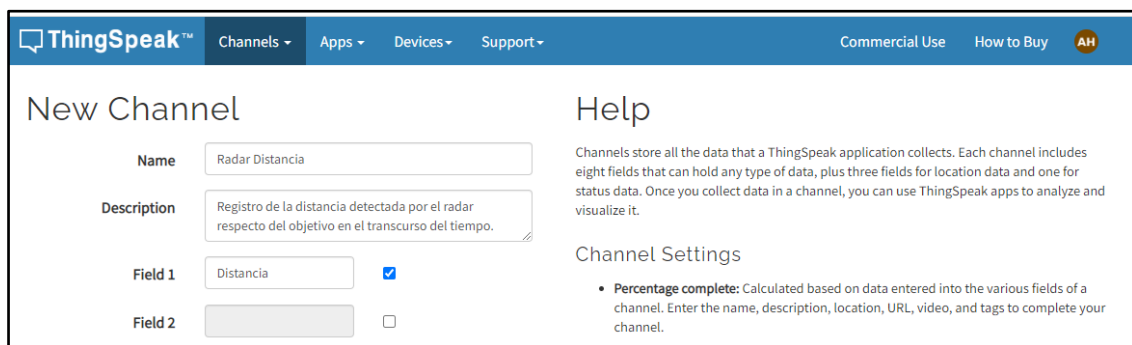 ThingSpeak™ Channels Apps Devices Support Commercial Use How to Buy AH
New Channel
Name Radar Distancia
Description Registro de la distancia detectada por el radar
respecto del objetivo en el transcurso del tiempo.
Field 1 Distancia
Field 2
Help
Channels store all the data that a ThingSpeak application collects. Each channel includes
eight fields that can hold any type of data, plus three fields for location data and one for
status data. Once you collect data in a channel, you can use ThingSpeak apps to analyze and
visualize it.
Channel Settings
• Percentage complete: Calculated based on data entered into the various fields of a
channel. Enter the name, description, location, URL, video, and tags to complete your
channel.